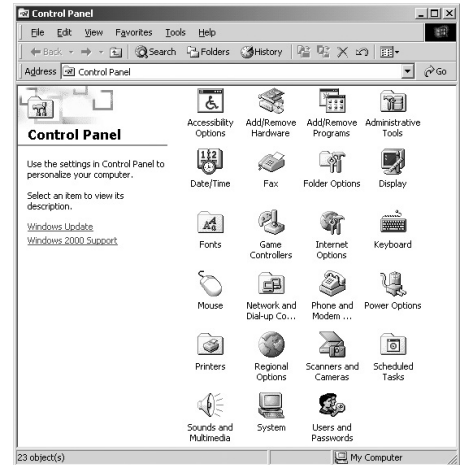 Control Panel
File Edit View Favorites Tools Help
Back Search Folders History
Address Control Panel Go
Control Panel
Use the settings in Control Panel to
personalize your computer.
Select an item to view its
description.
Windows Update
Windows 2000 Support
Accessibility
Options
Add/Remove
Hardware
Add/Remove
Programs
Administrative
Tools
12
Date/Time
Fax
Folder Options
Display
Fonts
Game
Controllers
Internet
Options
Keyboard
Mouse
Network and
Dial-up Co...
Phone and
Modem ...
Power Options
Printers
Regional
Options
Scanners and
Cameras
Scheduled
Tasks
Sounds and
Multimedia
System
Users and
Passwords
23 object(s)
My Computer